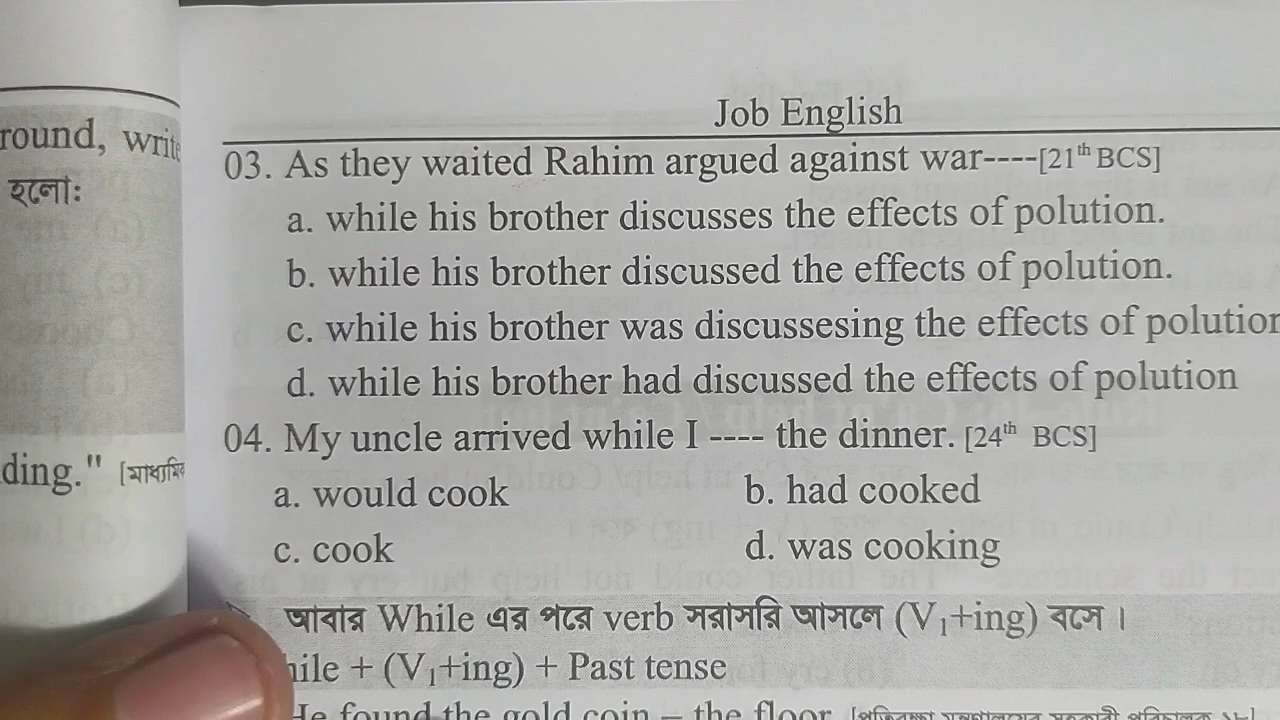 round, write
হলো:
ding." [মাধ্যমিক
Job English
03. As they waited Rahim argued against war----[21th BCS]
a. while his brother discusses the effects of polution.
b. while his brother discussed the effects of polution.
c. while his brother was discussesing the effects of polution
d. while his brother had discussed the effects of polution
04. My uncle arrived while I ---- the dinner. [24th BCS]
a. would cook b. had cooked
c. cook d. was cooking
আবার While এর পরে verb সরাসরি আসলে (V1+ing) বসে।
hile + (V1+ing) + Past tense
He found the gold coin – the floor